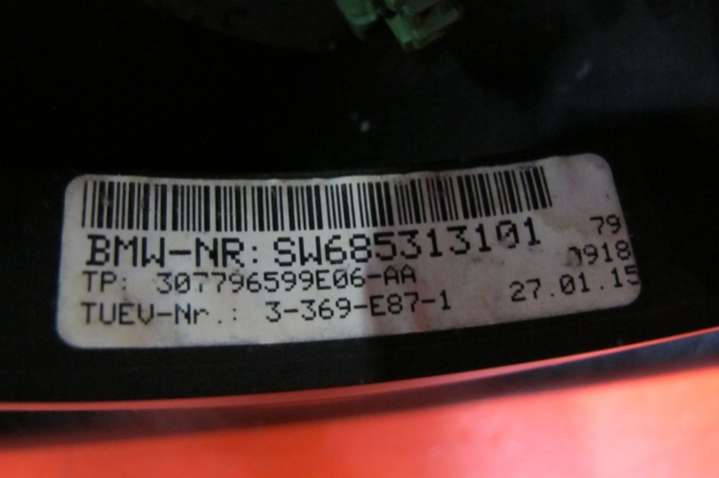 BMW-NR: SW685313101
79
TP: 307796599E06-AA
0918
TUEV-Nr.: 3-369-E87-1
27.01.15